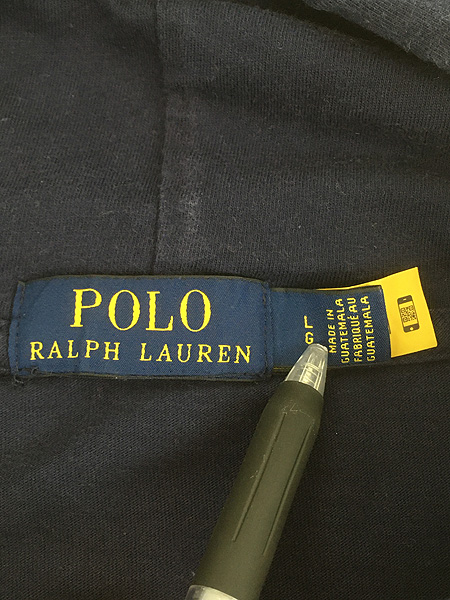 POLO
RALPH LAUREN
L
G
MADE IN
GUATEMALA
FABRIQUÉ AU
GUATEMALA